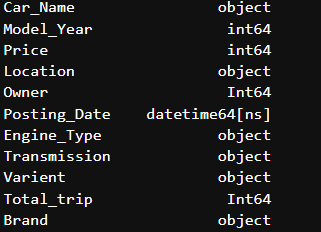 Car_Name object
Model_Year int64
Price int64
Location object
Owner Int64
Posting_Date datetime64[ns]
Engine_Type object
Transmission object
Varient object
Total_trip Int64
Brand object